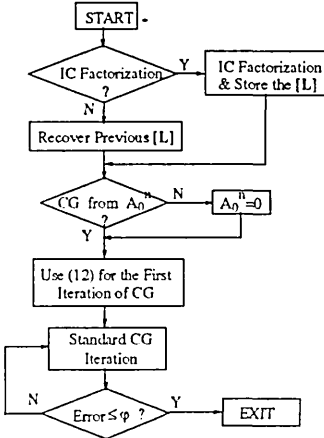 START
IC Factorization
?
Y
IC Factorization
& Store the [L]
N
Recover Previous [L]
CG from A₀ⁿ
?
N
A₀ⁿ=0
Y
Use (12) for the First
Iteration of CG
Standard CG
Iteration
N
Error ≤ φ ?
Y
EXIT